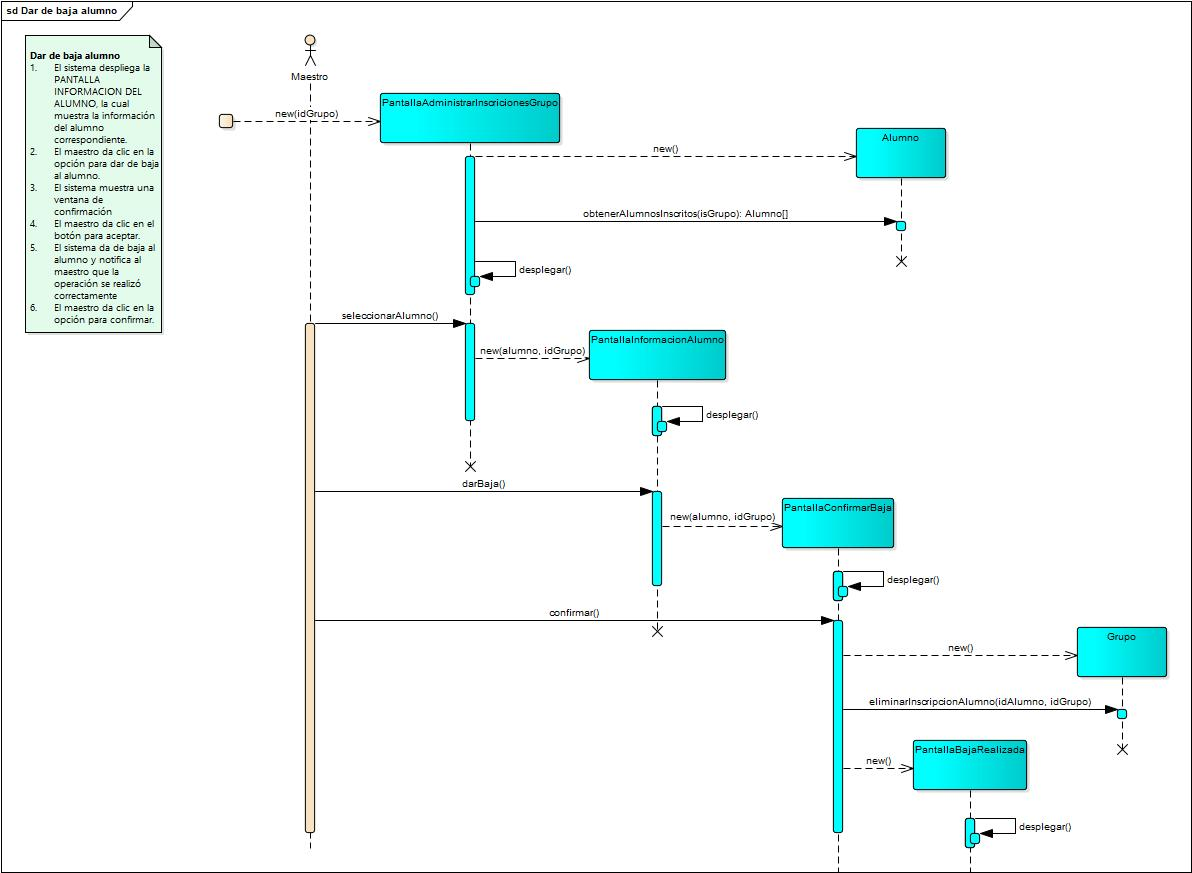 sd Dar de baja alumno
Dar de baja alumno
1. El sistema despliega la
PANTALLA
INFORMACION DEL
ALUMNO, la cual
muestra la información
del alumno
correspondiente.
2. El maestro da clic en la
opción para dar de baja
al alumno.
3. El sistema muestra una
ventana de
confirmación
4. El maestro da clic en el
botón para aceptar.
5. El sistema da de baja al
alumno y notifica al
maestro que la
operación se realizó
correctamente
6. El maestro da clic en la
opción para confirmar.
Maestro
PantallaAdministrarInscricionesGrupo
new(idGrupo)
Alumno
new()
obtenerAlumnosInscritos(isGrupo): Alumno[]
desplegar()
seleccionarAlumno()
PantallaInformacionAlumno
new(alumno, idGrupo)
desplegar()
darBaja()
PantallaConfirmarBaja
new(alumno, idGrupo)
desplegar()
confirmar()
Grupo
new()
eliminarInscripcionAlumno(idAlumno, idGrupo)
PantallaBajaRealizada
new()
desplegar()